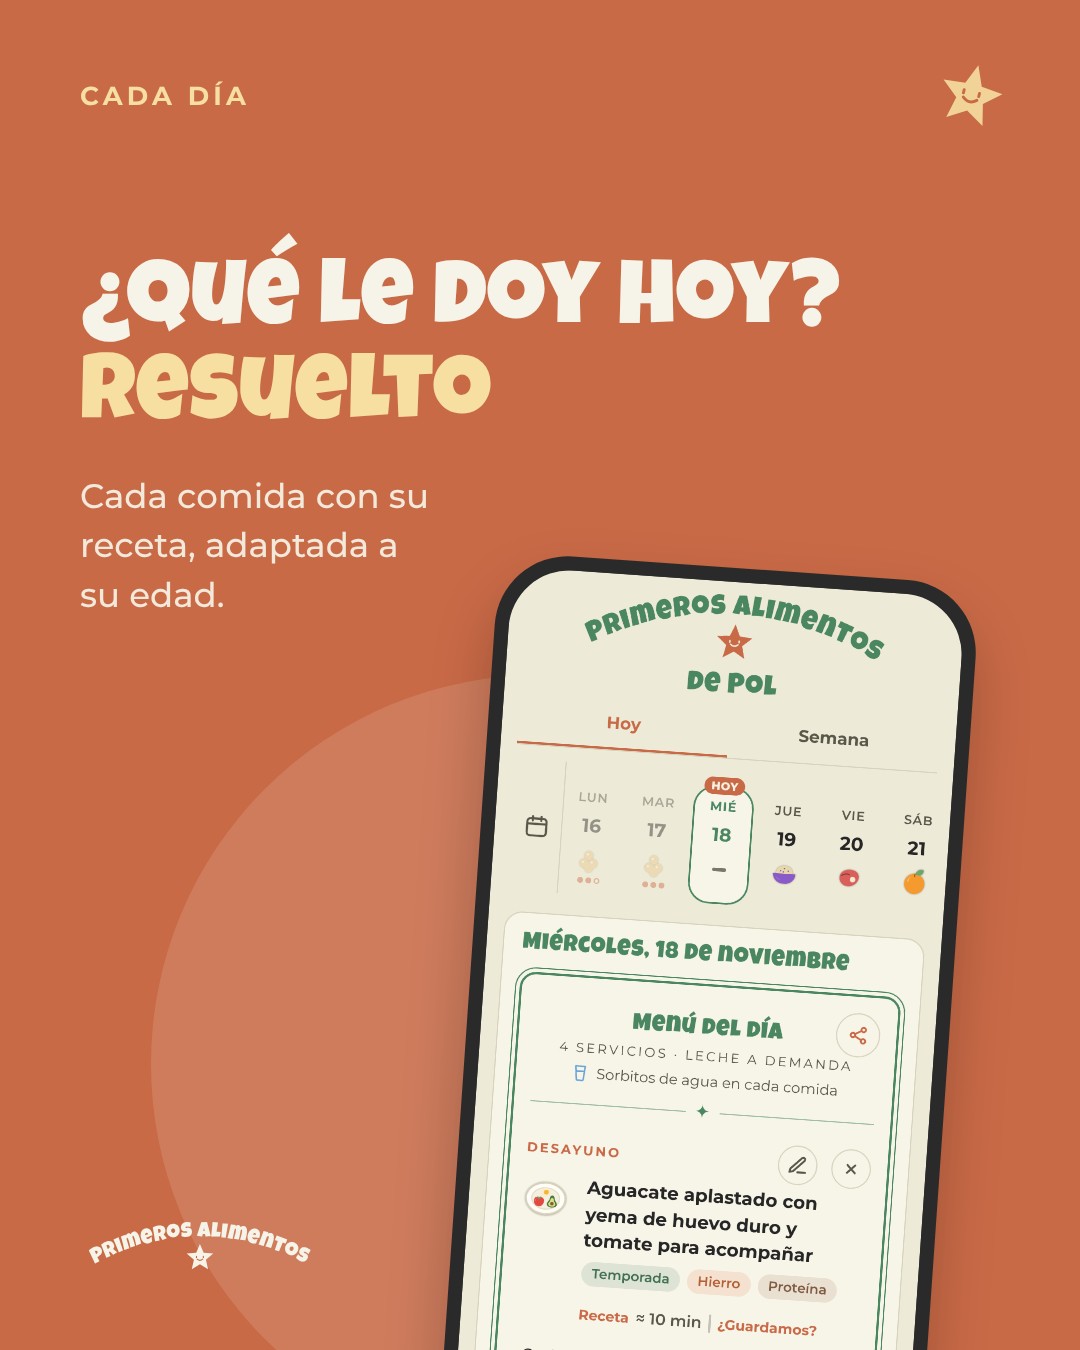 CADA DÍA
¿QUÉ LE DOY HOY?
RESUELTO
Cada comida con su
receta, adaptada a
su edad.
PRIMEROS ALIMENTOS
DE POL
Hoy
Semana
HOY
LUN
MAR
MIÉ
JUE
VIE
SÁB
16
17
18
19
20
21
Miércoles, 18 de noviembre
Menú del día
4 SERVICIOS · LECHE A DEMANDA
Sorbitos de agua en cada comida
DESAYUNO
Aguacate aplastado con
yema de huevo duro y
tomate para acompañar
Temporada Hierro Proteína
Receta ≈ 10 min | ¿Guardamos?
PRIMEROS ALIMENTOS